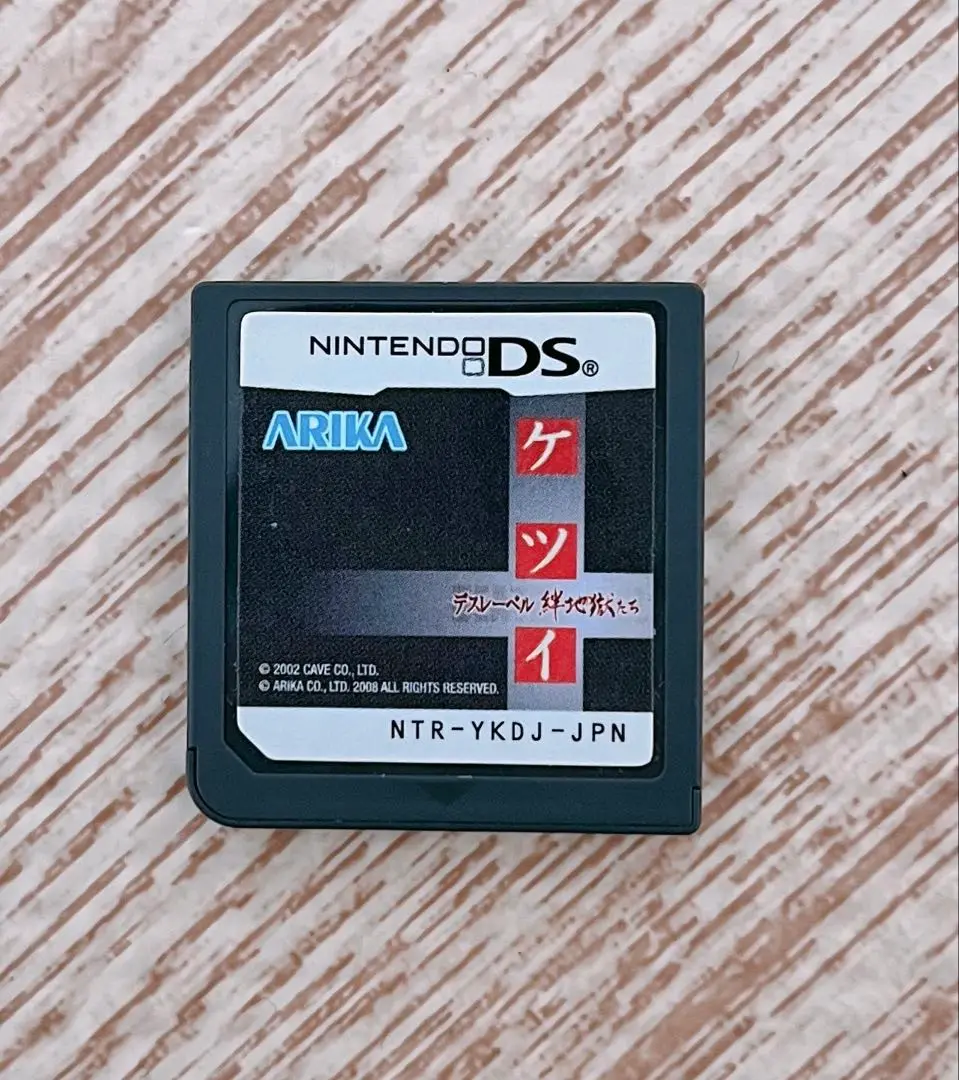 NINTENDO DS®
ARIKA
ケツイ
デスレーベル 絆地獄たち
© 2002 CAVE CO., LTD.
© ARIKA CO., LTD. 2008 ALL RIGHTS RESERVED.
NTR-YKDJ-JPN